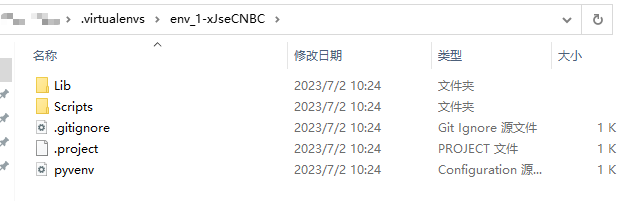 .virtualenvs > env_1-xJseCNBC >
名称 修改日期 类型 大小
Lib 2023/7/2 10:24 文件夹
Scripts 2023/7/2 10:24 文件夹
.gitignore 2023/7/2 10:24 Git Ignore 源文件 1 K
.project 2023/7/2 10:24 PROJECT 文件 1 K
pyvenv 2023/7/2 10:24 Configuration 源... 1 K